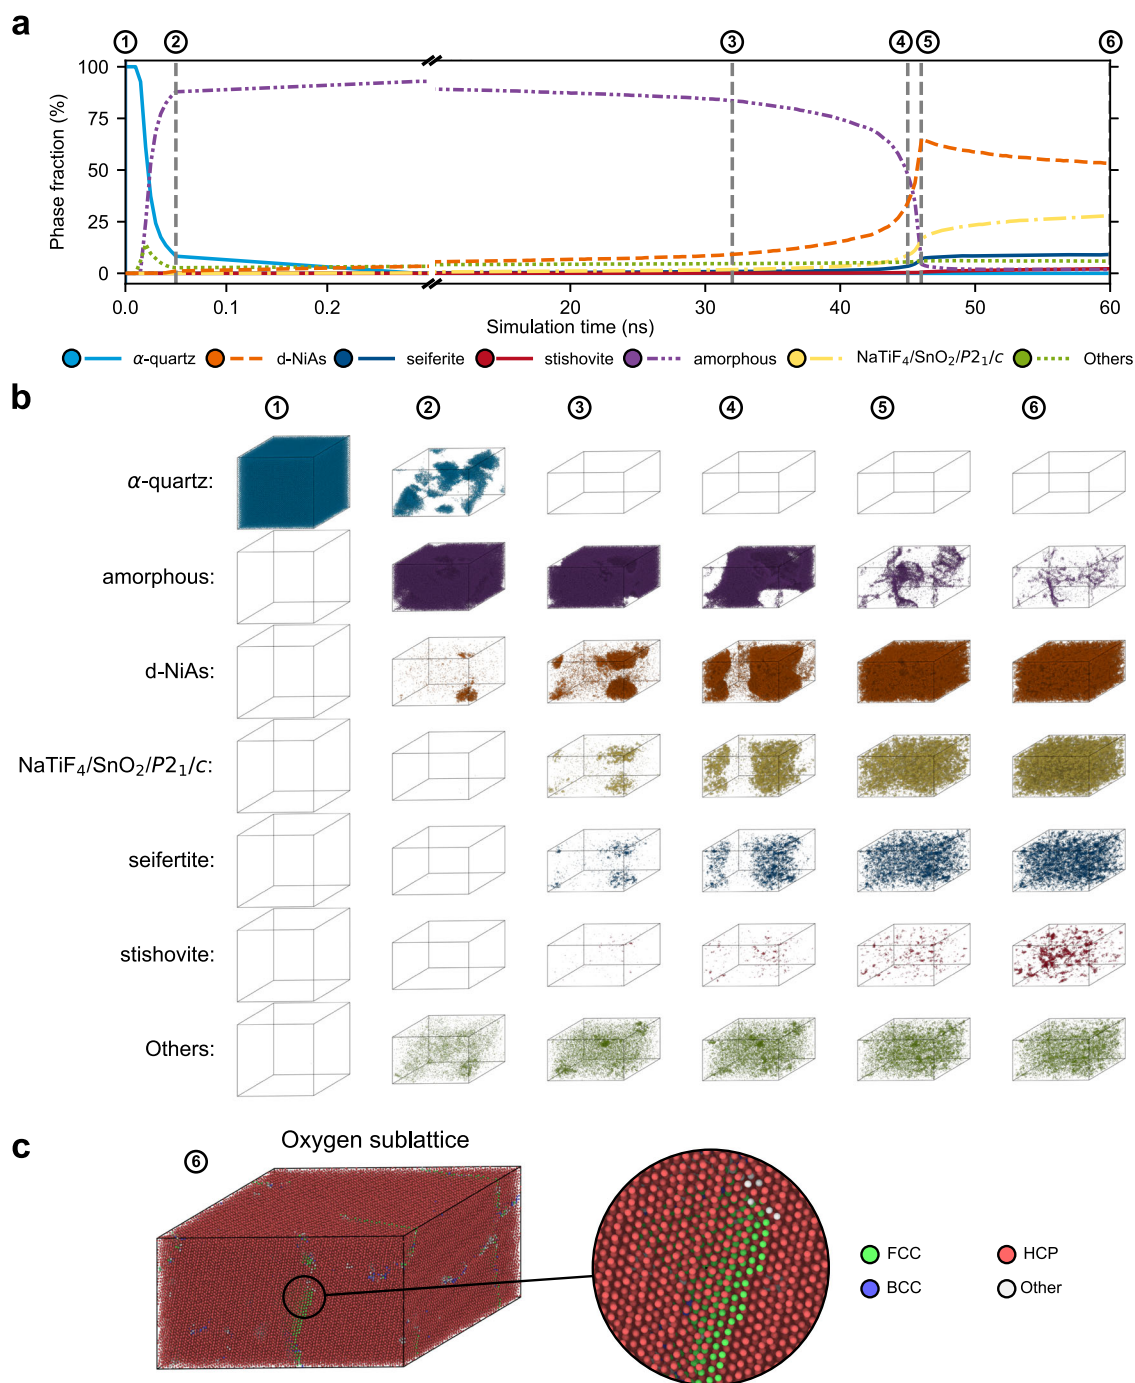 a
1 2 3 4 5 6
100
75
50
25
0
Phase fraction (%)
0.0 0.1 0.2 20 30 40 50 60
Simulation time (ns)
α-quartz d-NiAs seiferite stishovite amorphous NaTiF₄/SnO₂/P2₁/c Others
b
1 2 3 4 5 6
α-quartz:
amorphous:
d-NiAs:
NaTiF₄/SnO₂/P2₁/c:
seifertite:
stishovite:
Others:
c
Oxygen sublattice
6
FCC HCP
BCC Other